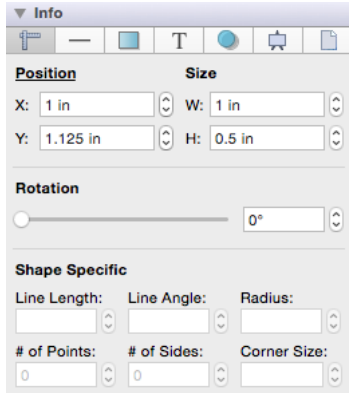 Info
T
Position Size
X: 1 in W: 1 in
Y: 1.125 in H: 0.5 in
Rotation
0°
Shape Specific
Line Length: Line Angle: Radius:
# of Points: # of Sides: Corner Size:
0 0